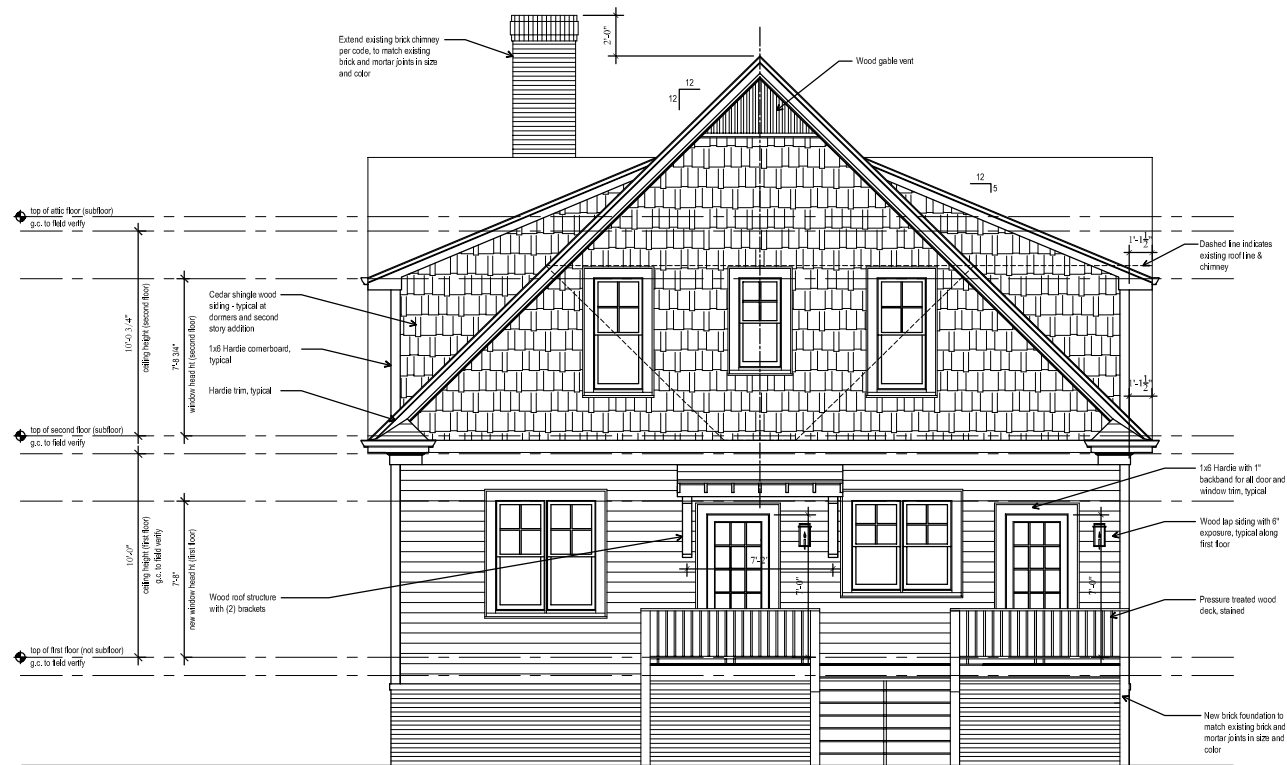 Extend existing brick chimney
per code, to match existing
brick and mortar joints in size
and color
2'-0"
Wood gable vent
12
12
12
5
top of attic floor (subfloor)
g.c. to field verify
1'-1½"
Dashed line indicates
existing roof line &
chimney
10'-0 3/4"
ceiling height (second floor)
7'-8 3/4"
window head ht (second floor)
Cedar shingle wood
siding - typical at
dormers and second
story addition
1x6 Hardie cornerboard,
typical
Hardie trim, typical
1'-1½"
top of second floor (subfloor)
g.c. to field verify
1x6 Hardie with 1"
backband for all door and
window trim, typical
Wood lap siding with 6"
exposure, typical along
first floor
10'-0"
ceiling height (first floor)
g.c. to field verify
7'-8"
new window head ht (first floor)
7'-2"
7'-0"
7'-0"
Wood roof structure
with (2) brackets
Pressure treated wood
deck, stained
top of first floor (not subfloor)
g.c. to field verify
New brick foundation to
match existing brick and
mortar joints in size and
color